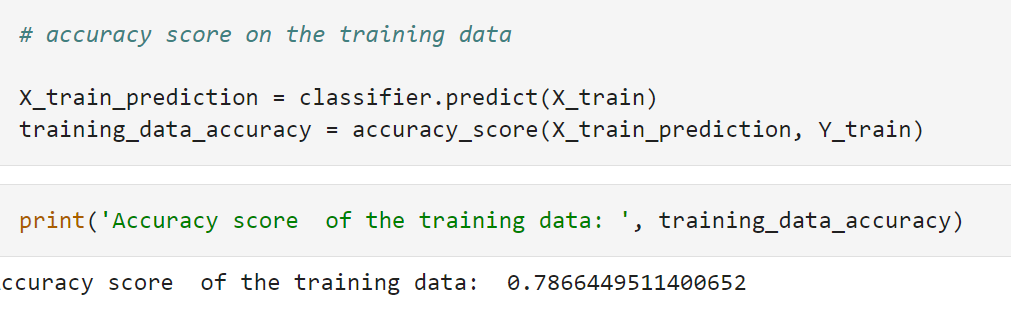 # accuracy score on the training data
X_train_prediction = classifier.predict(X_train)
training_data_accuracy = accuracy_score(X_train_prediction, Y_train)
print('Accuracy score  of the training data: ', training_data_accuracy)
ccuracy score  of the training data:  0.7866449511400652